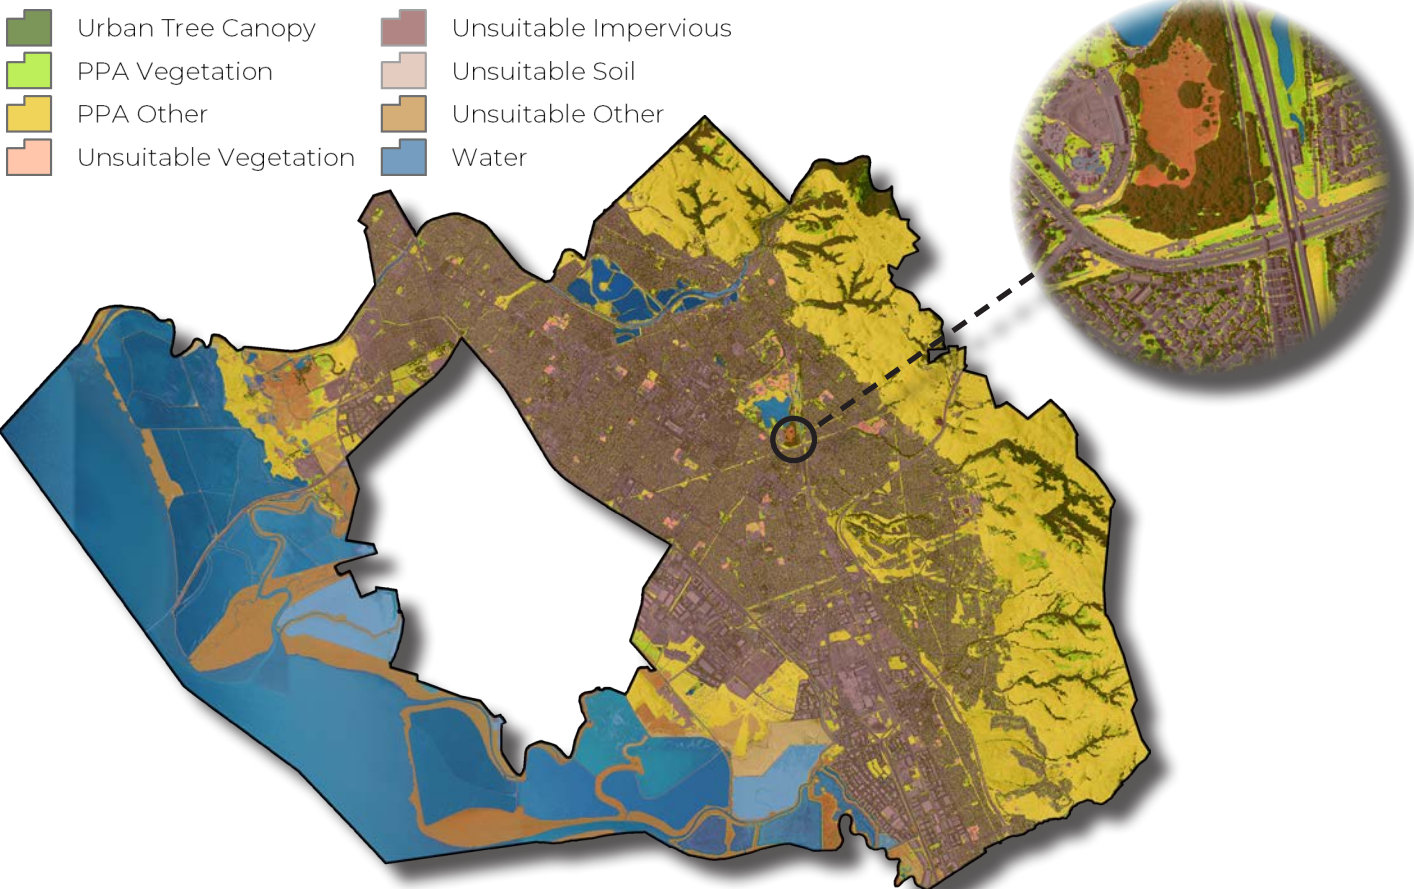 Urban Tree Canopy
PPA Vegetation
PPA Other
Unsuitable Vegetation
Unsuitable Impervious
Unsuitable Soil
Unsuitable Other
Water